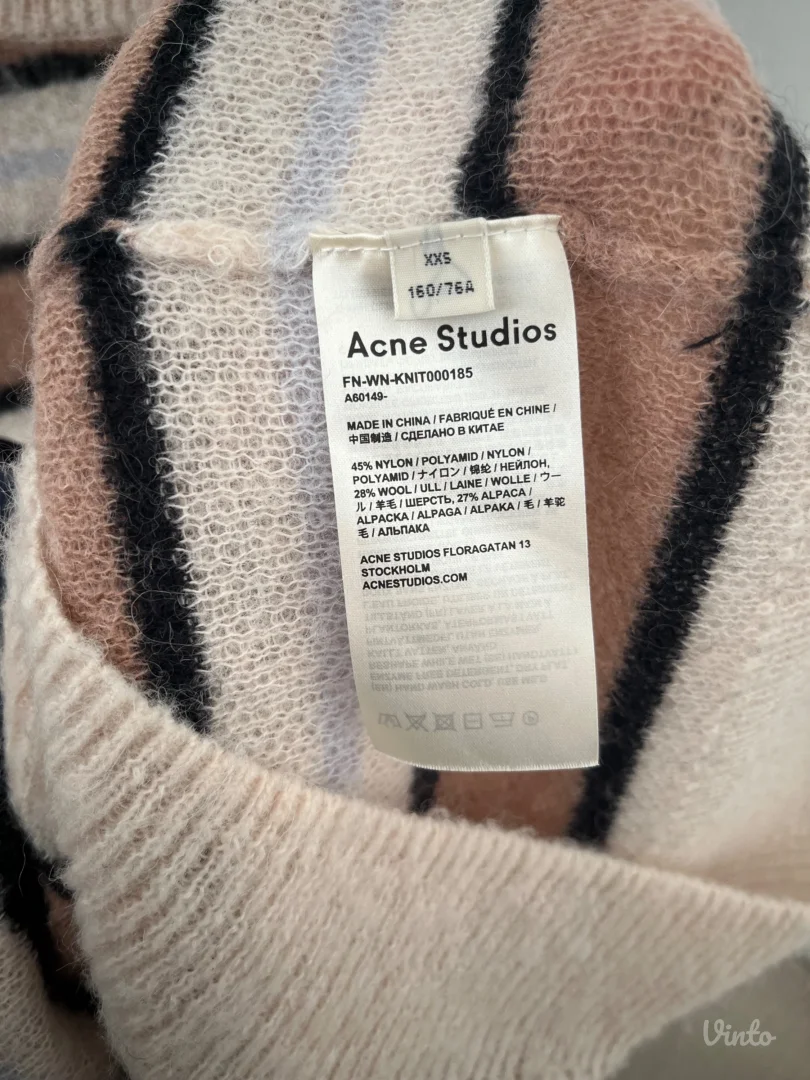 XXS
160/76A
Acne Studios
FN-WN-KNIT000185
A60149-
MADE IN CHINA / FABRIQUÉ EN CHINE /
中国制造 / СДЕЛАНО В КИТАЕ
45% NYLON / POLYAMID / NYLON /
POLYAMID / ナイロン / 锦纶 / НЕЙЛОН,
28% WOOL / ULL / LAINE / WOLLE / ウー
ル / 羊毛 / ШЕРСТЬ, 27% ALPACA /
ALPACKA / ALPAGA / ALPAKA / 毛 / 羊驼
毛 / АЛЬПАКА
ACNE STUDIOS FLORAGATAN 13
STOCKHOLM
ACNESTUDIOS.COM
Vinto